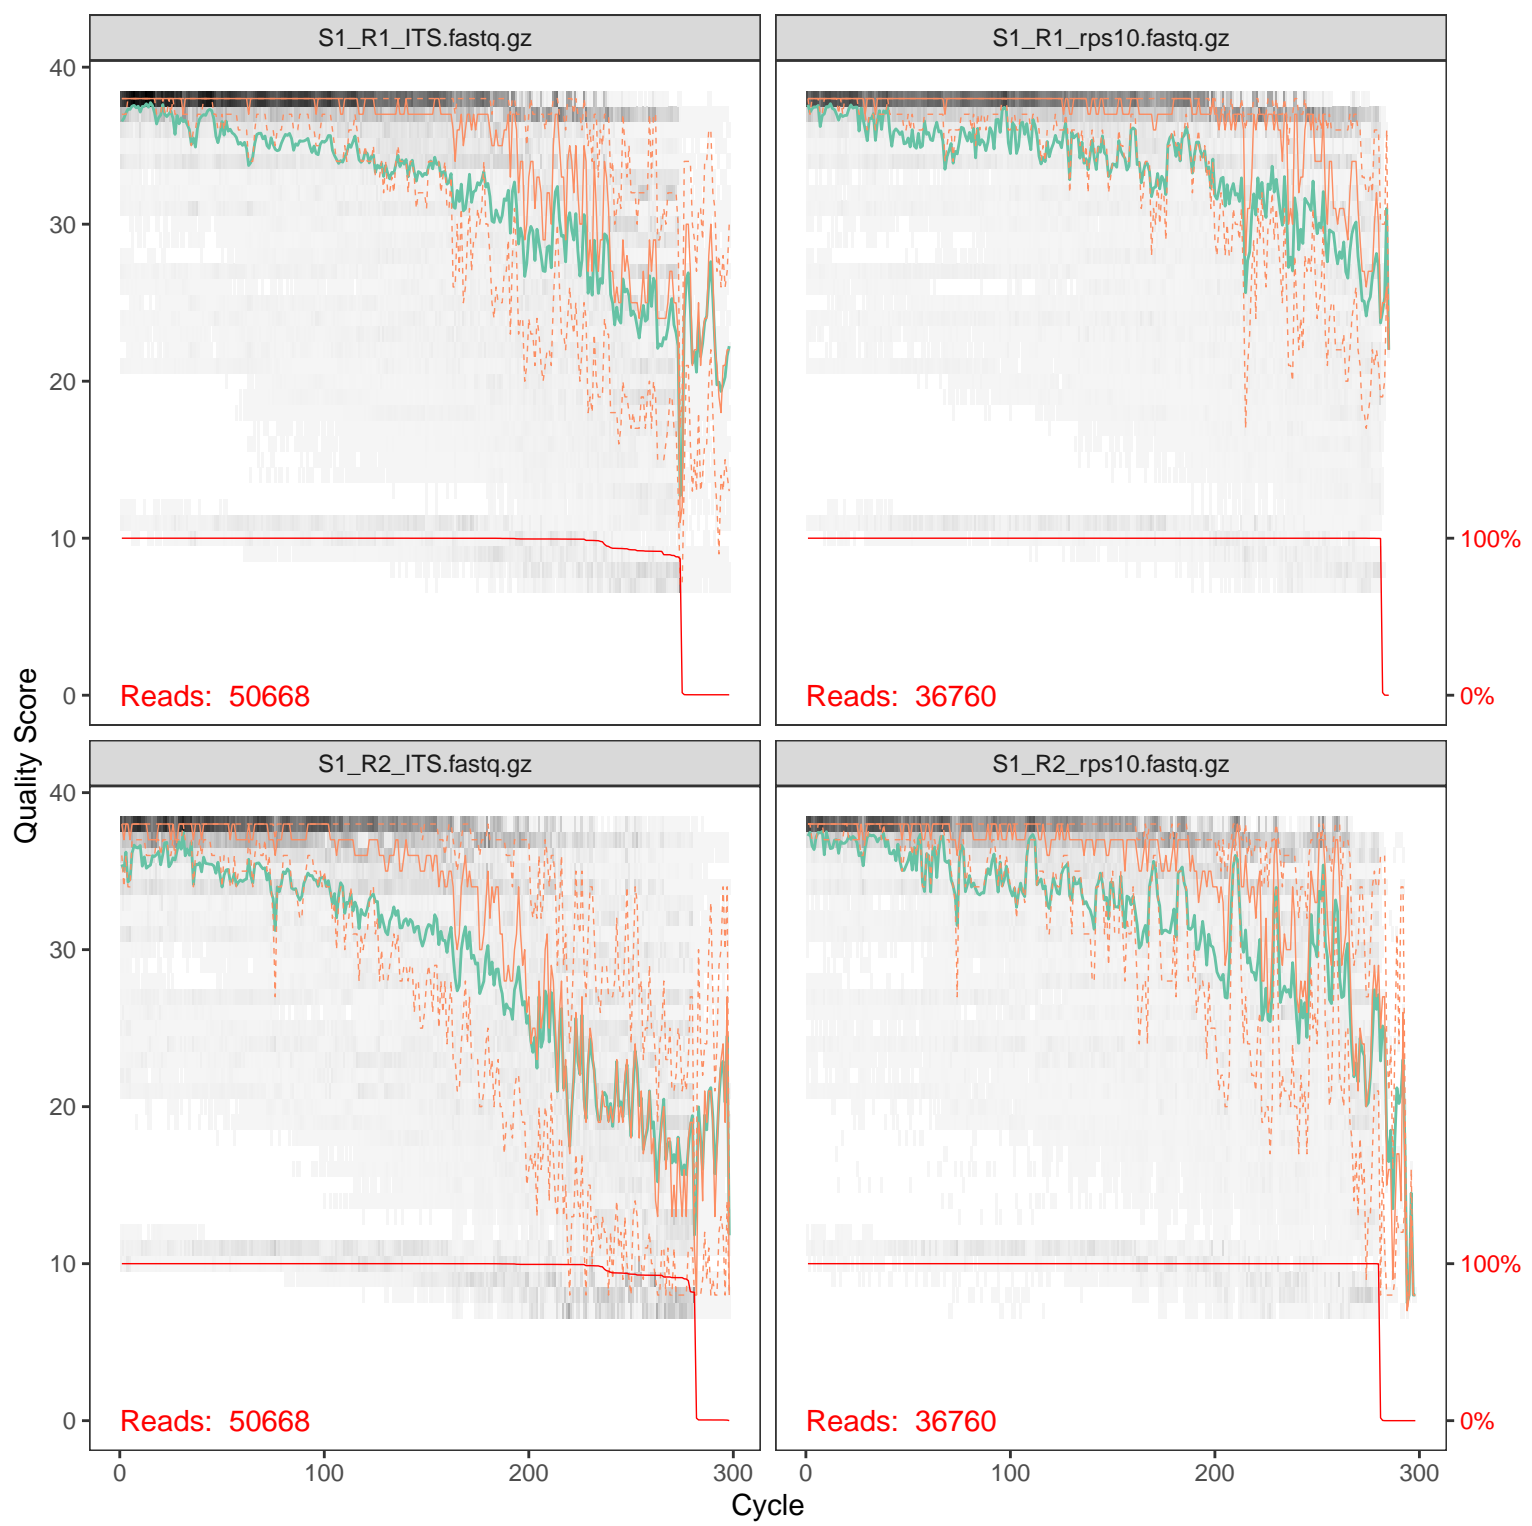 S1_R1_ITS.fastq.gz
S1_R1_rps10.fastq.gz
40
30
20
10
0
Reads: 50668
Reads: 36760
100%
0%
Quality Score
S1_R2_ITS.fastq.gz
S1_R2_rps10.fastq.gz
40
30
20
10
0
Reads: 50668
Reads: 36760
100%
0%
0 100 200 300
0 100 200 300
Cycle